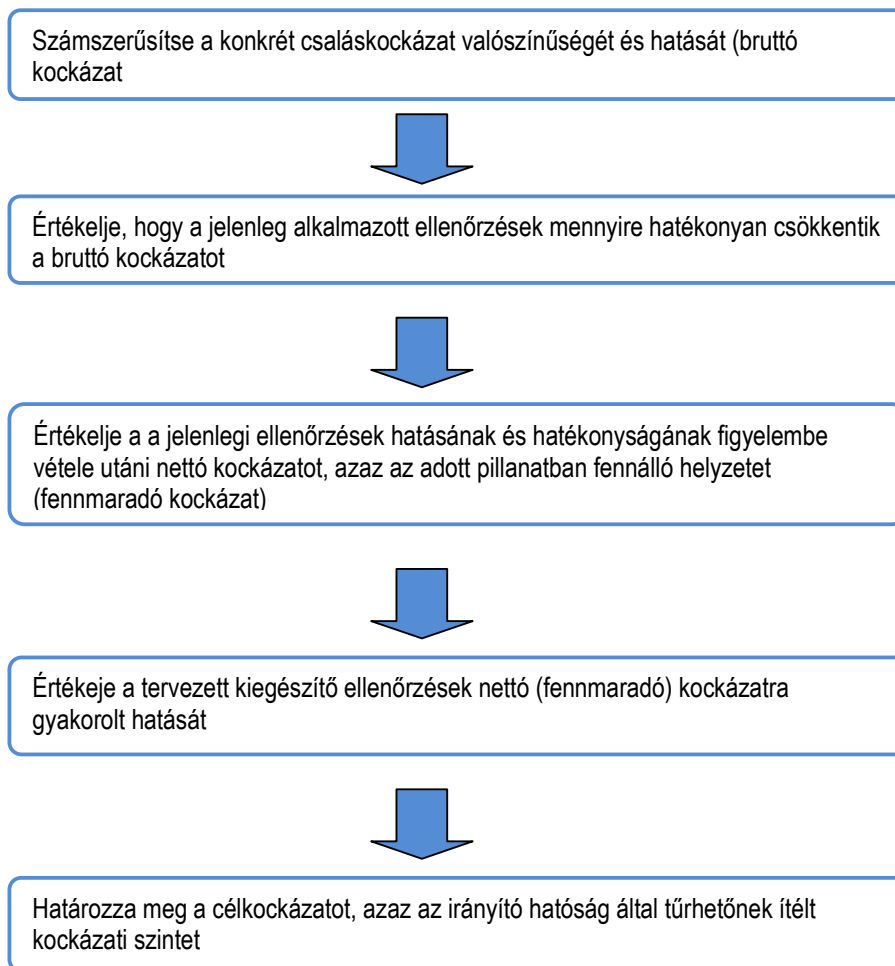 Számszerűsítse a konkrét csaláskockázat valószínűségét és hatását (bruttó
kockázat
Értékelje, hogy a jelenleg alkalmazott ellenőrzések mennyire hatékonyan csökkentik
a bruttó kockázatot
Értékelje a a jelenlegi ellenőrzések hatásának és hatékonyságának figyelembe
vétele utáni nettó kockázatot, azaz az adott pillanatban fennálló helyzetet
(fennmaradó kockázat)
Értékeje a tervezett kiegészítő ellenőrzések nettó (fennmaradó) kockázatra
gyakorolt hatását
Határozza meg a célkockázatot, azaz az irányító hatóság által tűrhetőnek ítélt
kockázati szintet